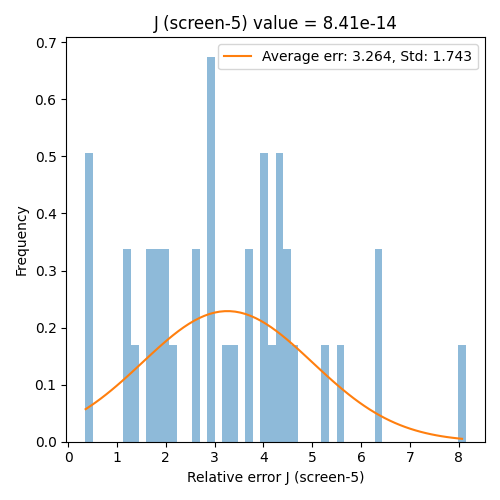 J (screen-5) value = 8.41e-14
Average err: 3.264, Std: 1.743
0.7
0.6
0.5
0.4
0.3
0.2
0.1
0.0
Frequency
0 1 2 3 4 5 6 7 8
Relative error J (screen-5)